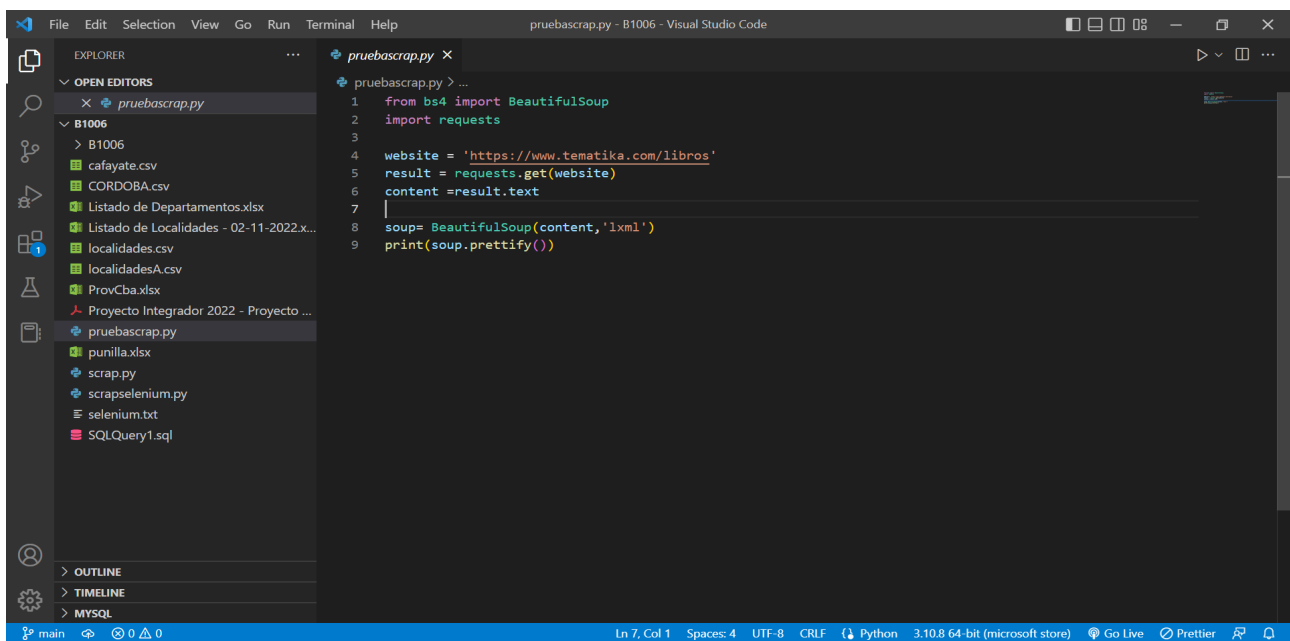 File Edit Selection View Go Run Terminal Help pruebascrap.py - B1006 - Visual Studio Code
EXPLORER ...
OPEN EDITORS
pruebascrap.py
B1006
B1006
cafayate.csv
CORDOBA.csv
Listado de Departamentos.xlsx
Listado de Localidades - 02-11-2022.x...
localidades.csv
localidadesA.csv
ProvCba.xlsx
Proyecto Integrador 2022 - Proyecto ...
pruebascrap.py
punilla.xlsx
scrap.py
scrapselenium.py
selenium.txt
SQLQuery1.sql
OUTLINE
TIMELINE
MYSQL
1
pruebascrap.py
pruebascrap.py > ...
1 from bs4 import BeautifulSoup
2 import requests
3
4 website = 'https://www.tematika.com/libros'
5 result = requests.get(website)
6 content =result.text
7
8 soup= BeautifulSoup(content,'lxml')
9 print(soup.prettify())
main 0 0 Ln 7, Col 1 Spaces: 4 UTF-8 CRLF Python 3.10.8 64-bit (microsoft store) Go Live Prettier